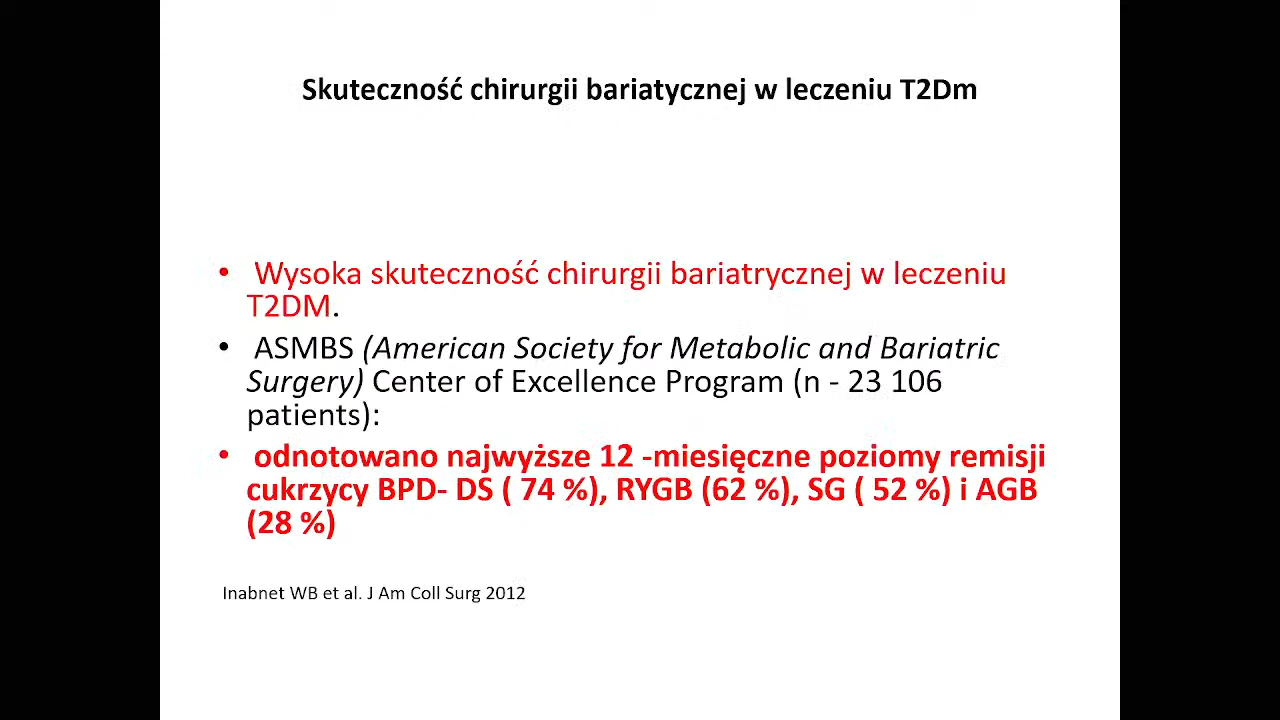 Skuteczność chirurgii bariatycznej w leczeniu T2Dm
• Wysoka skuteczność chirurgii bariatrycznej w leczeniu
T2DM.
• ASMBS (American Society for Metabolic and Bariatric
Surgery) Center of Excellence Program (n - 23 106
patients):
• odnotowano najwyższe 12 -miesięczne poziomy remisji
cukrzycy BPD- DS ( 74 %), RYGB (62 %), SG ( 52 %) i AGB
(28 %)
Inabnet WB et al. J Am Coll Surg 2012